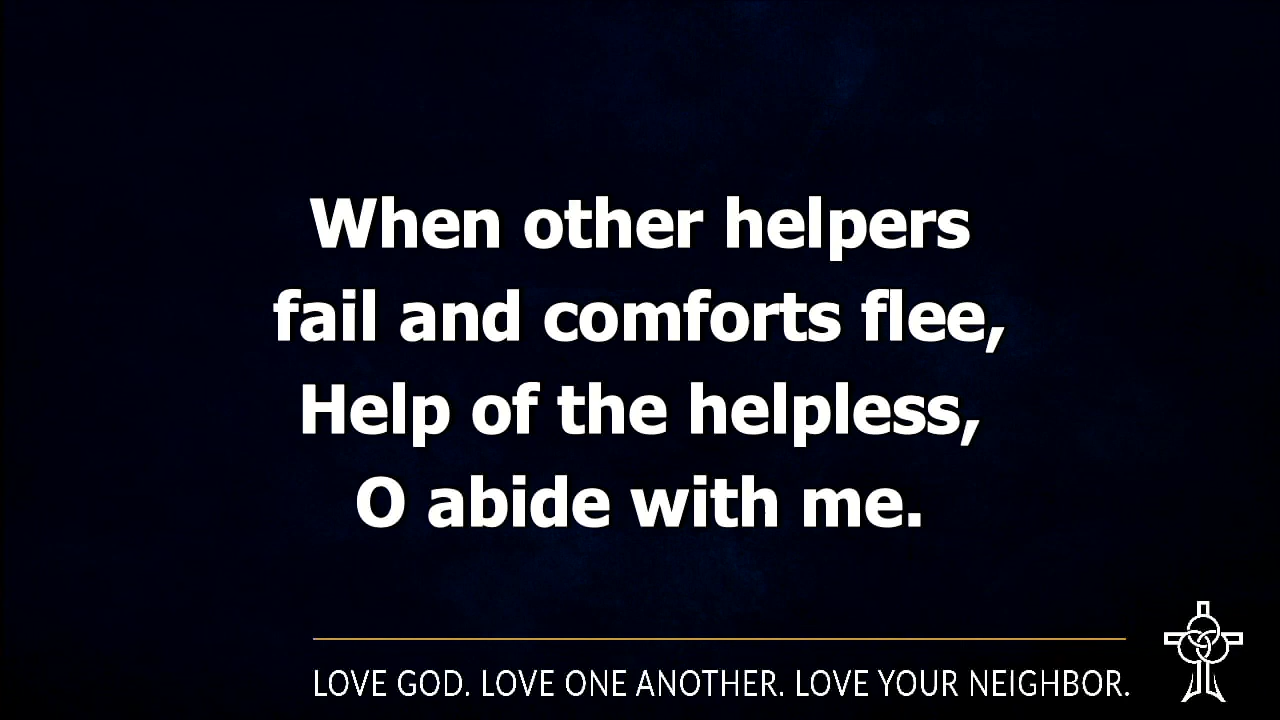 When other helpers
fail and comforts flee,
Help of the helpless,
O abide with me.
LOVE GOD. LOVE ONE ANOTHER. LOVE YOUR NEIGHBOR.